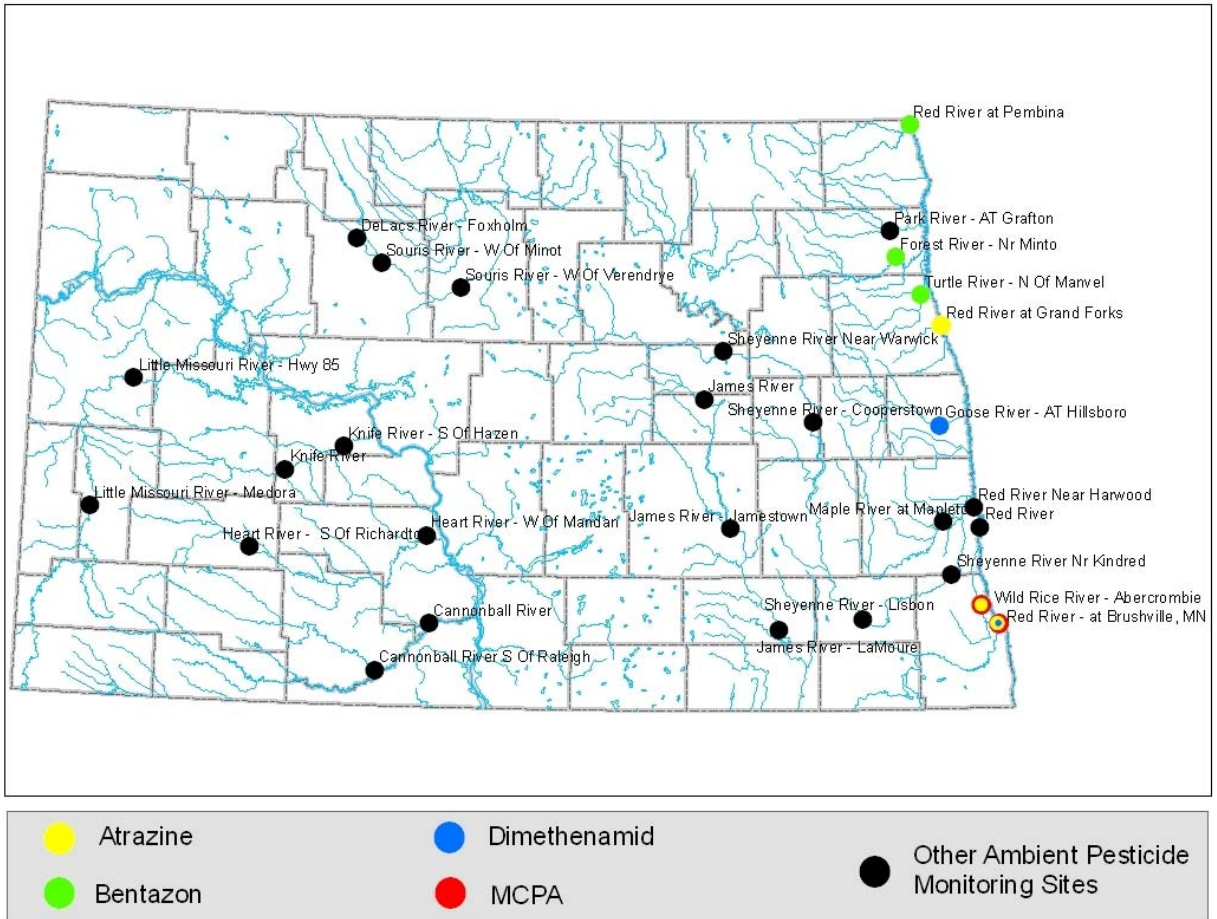 Red River at Pembina
Park River - AT Grafton
DeLacs River - Foxholm
Forest River - Nr Minto
Souris River - W Of Minot
Souris River - W Of Verendrye
Turtle River - N Of Manvel
Red River at Grand Forks
Sheyenne River Near Warwick
Little Missouri River - Hwy 85
James River
Sheyenne River - Cooperstown
Goose River - AT Hillsboro
Knife River - S Of Hazen
Knife River
Little Missouri River - Medora
Red River Near Harwood
Maple River at Mapleto
Red River
James River - Jamestown
Heart River - W Of Mandan
Heart River - S Of Richardto
Sheyenne River Nr Kindred
Wild Rice River - Abercrombie
Sheyenne River - Lisbon
Cannonball River
Red River - at Brushville, MN
James River - LaMoure
Cannonball River S Of Raleigh
Atrazine
Dimethenamid
Other Ambient Pesticide
Monitoring Sites
Bentazon
MCPA